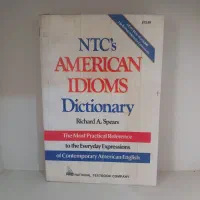 NTC's
AMERICAN
IDIOMS
Dictionary
Richard A. Spears
The Most Practical Reference
to the Everyday Expressions
of Contemporary American English
NATIONAL TEXTBOOK COMPANY